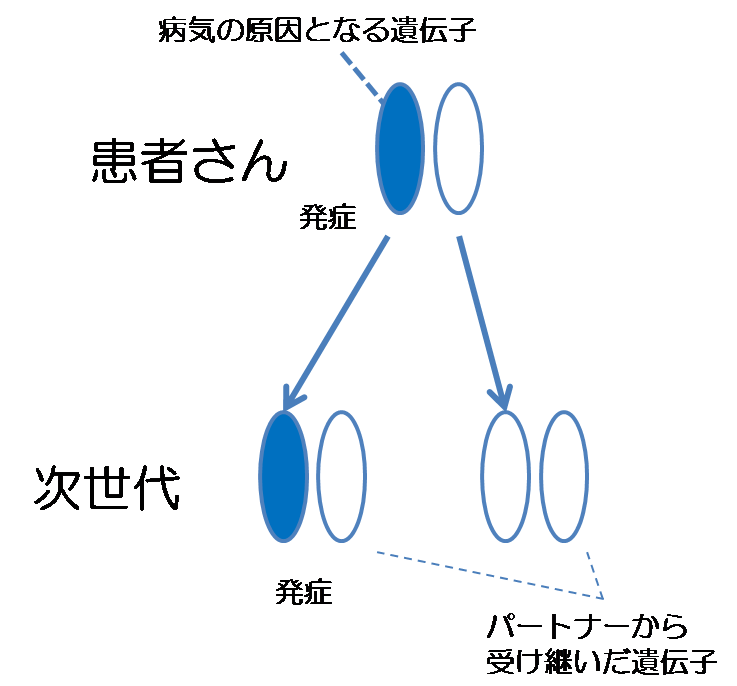 病気の原因となる遺伝子
患者さん
発症
次世代
発症
パートナーから
受け継いだ遺伝子